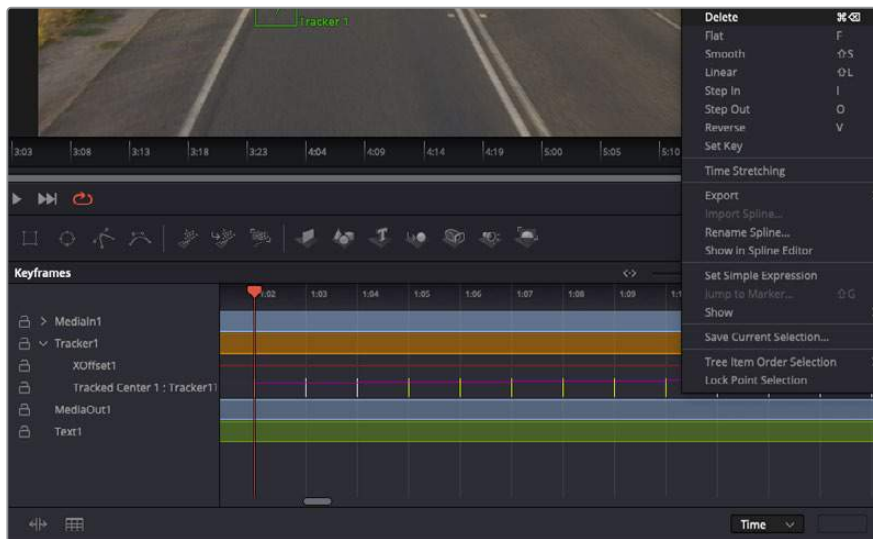 Tracker 1
3:03 3:08 3:13 3:18 3:23 4:04 4:09 4:14 4:19 5:00 5:05 5:10
Delete ⌘⌫
Flat F
Smooth ⇧S
Linear ⇧L
Step In I
Step Out O
Reverse V
Set Key
Time Stretching
Export
Import Spline...
Rename Spline...
Show in Spline Editor
Set Simple Expression
Jump to Marker... ⇧G
Show
Save Current Selection...
Tree Item Order Selection
Lock Point Selection
Keyframes
1:02 1:03 1:04 1:05 1:06 1:07 1:08 1:09
MediaIn1
Tracker1
XOffset1
Tracked Center 1 : Tracker1
MediaOut1
Text1
Time